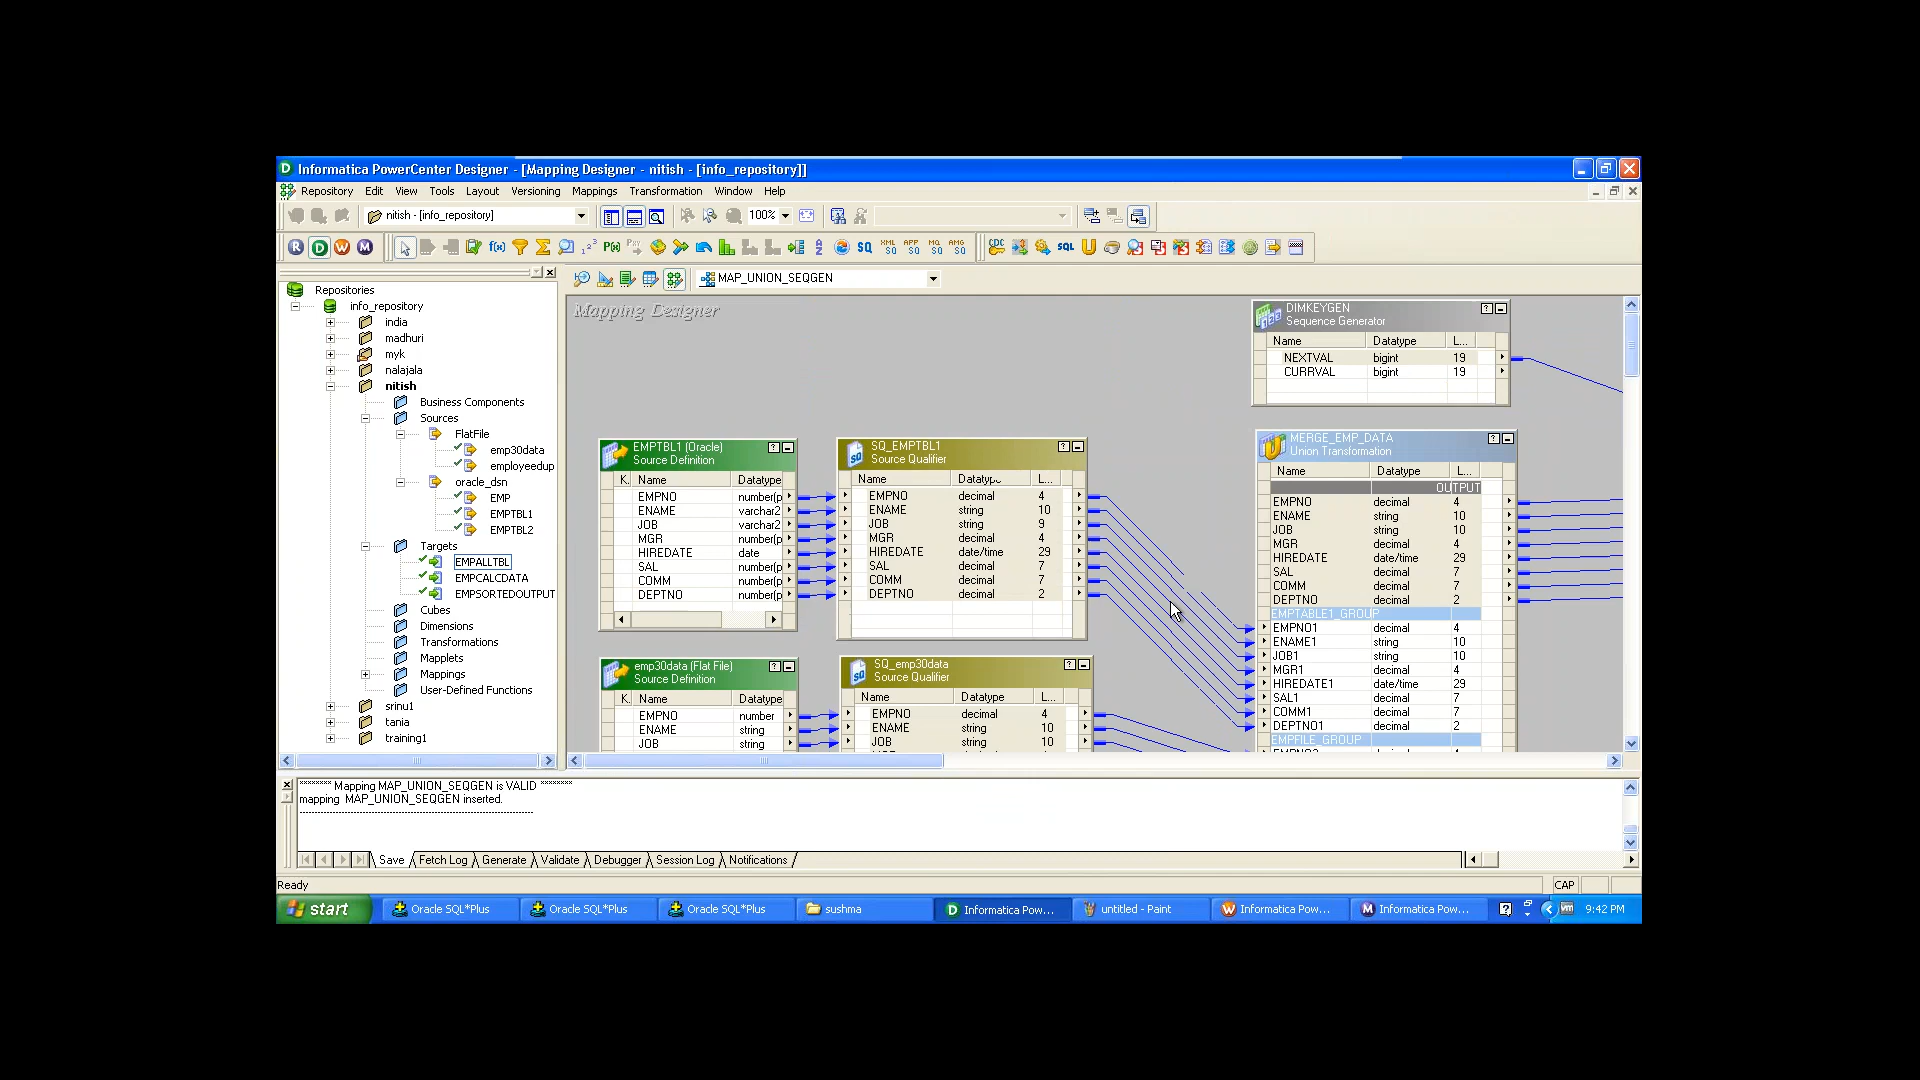 Informatica PowerCenter Designer - [Mapping Designer - nitish - [info_repository]]
Repository Edit View Tools Layout Versioning Mappings Transformation Window Help
nitish - [info_repository]
100%
MAP_UNION_SEQGEN
Repositories
info_repository
india
madhuri
myk
nalajala
nitish
Business Components
Sources
FlatFile
emp30data
employeedup
oracle_dsn
EMP
EMPTBL1
EMPTBL2
Targets
EMPALLTBL
EMPCALCDATA
EMPSORTEDOUTPUT
Cubes
Dimensions
Transformations
Mapplets
Mappings
User-Defined Functions
srinu1
tania
training1
Mapping Designer
DIMKEYGEN
Sequence Generator
Name Datatype L...
NEXTVAL bigint 19
CURRVAL bigint 19
EMPTBL1 (Oracle)
Source Definition
K. Name Datatype
EMPNO number(p
ENAME varchar2
JOB varchar2
MGR number(p
HIREDATE date
SAL number(p
COMM number(p
DEPTNO number(p
SQ_EMPTBL1
Source Qualifier
Name Datatype L...
EMPNO decimal 4
ENAME string 10
JOB string 9
MGR decimal 4
HIREDATE date/time 29
SAL decimal 7
COMM decimal 7
DEPTNO decimal 2
MERGE_EMP_DATA
Union Transformation
Name Datatype L...
OUTPUT
EMPNO decimal 4
ENAME string 10
JOB string 10
MGR decimal 4
HIREDATE date/time 29
SAL decimal 7
COMM decimal 7
DEPTNO decimal 2
EMPTABLE1_GROUP
EMPNO1 decimal 4
ENAME1 string 10
JOB1 string 10
MGR1 decimal 4
HIREDATE1 date/time 29
SAL1 decimal 7
COMM1 decimal 7
DEPTNO1 decimal 2
EMPFILE_GROUP
emp30data (Flat File)
Source Definition
K. Name Datatype
EMPNO number
ENAME string
JOB string
SQ_emp30data
Source Qualifier
Name Datatype L...
EMPNO decimal 4
ENAME string 10
JOB string 10
******** Mapping MAP_UNION_SEQGEN is VALID ********
mapping MAP_UNION_SEQGEN inserted.
Save Fetch Log Generate Validate Debugger Session Log Notifications
Ready
CAP
start Oracle SQL*Plus Oracle SQL*Plus Oracle SQL*Plus sushma Informatica Pow... untitled - Paint Informatica Pow... Informatica Pow... 9:42 PM